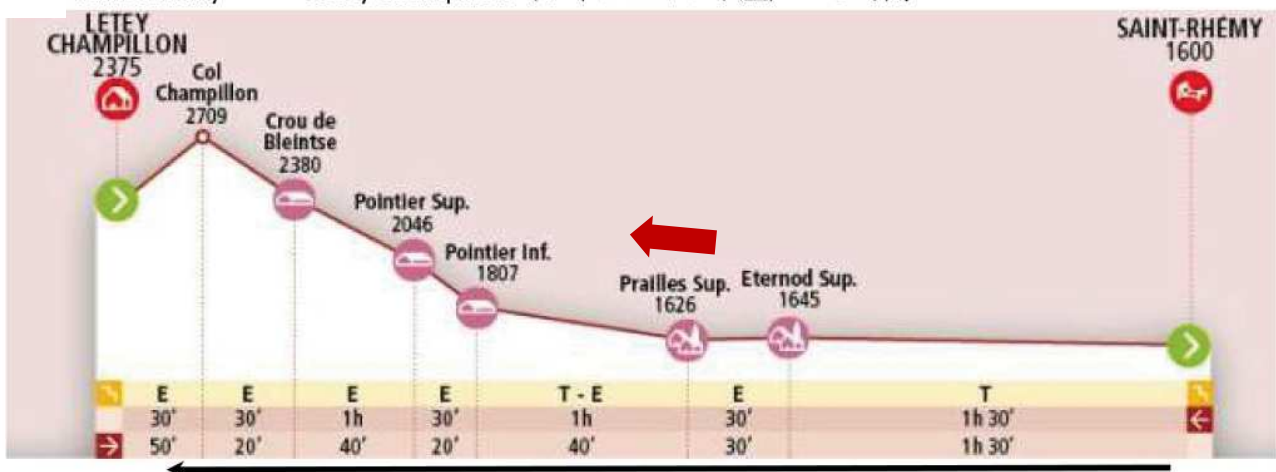 LETEY
CHAMPILLON
2375
Col
Champillon
2709
Crou de
Bleintse
2380
Pointier Sup.
2046
Pointier Inf.
1807
Prailles Sup.
1626
Eternod Sup.
1645
SAINT-RHÉMY
1600
E E E E T - E E T
30' 30' 1h 30' 1h 30' 1h 30'
50' 20' 40' 20' 40' 30' 1h 30'